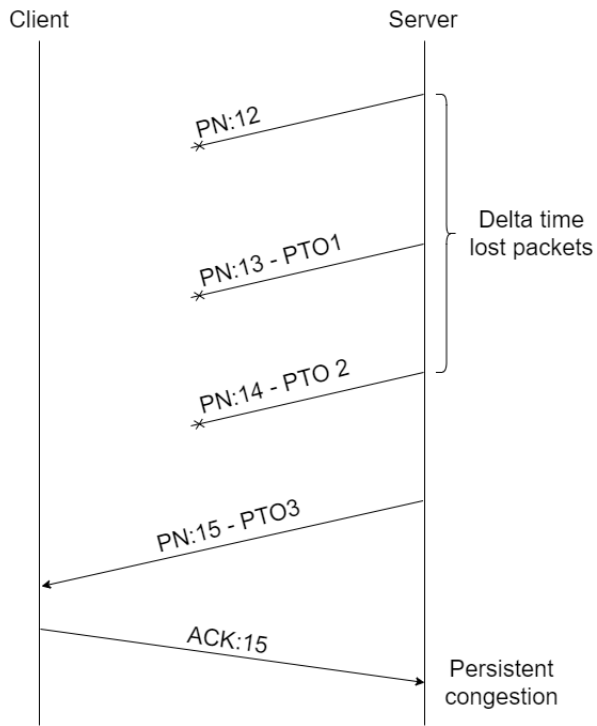 Client
Server
PN:12
Delta time
lost packets
PN:13 - PTO1
PN:14 - PTO 2
PN:15 - PTO3
ACK:15
Persistent
congestion